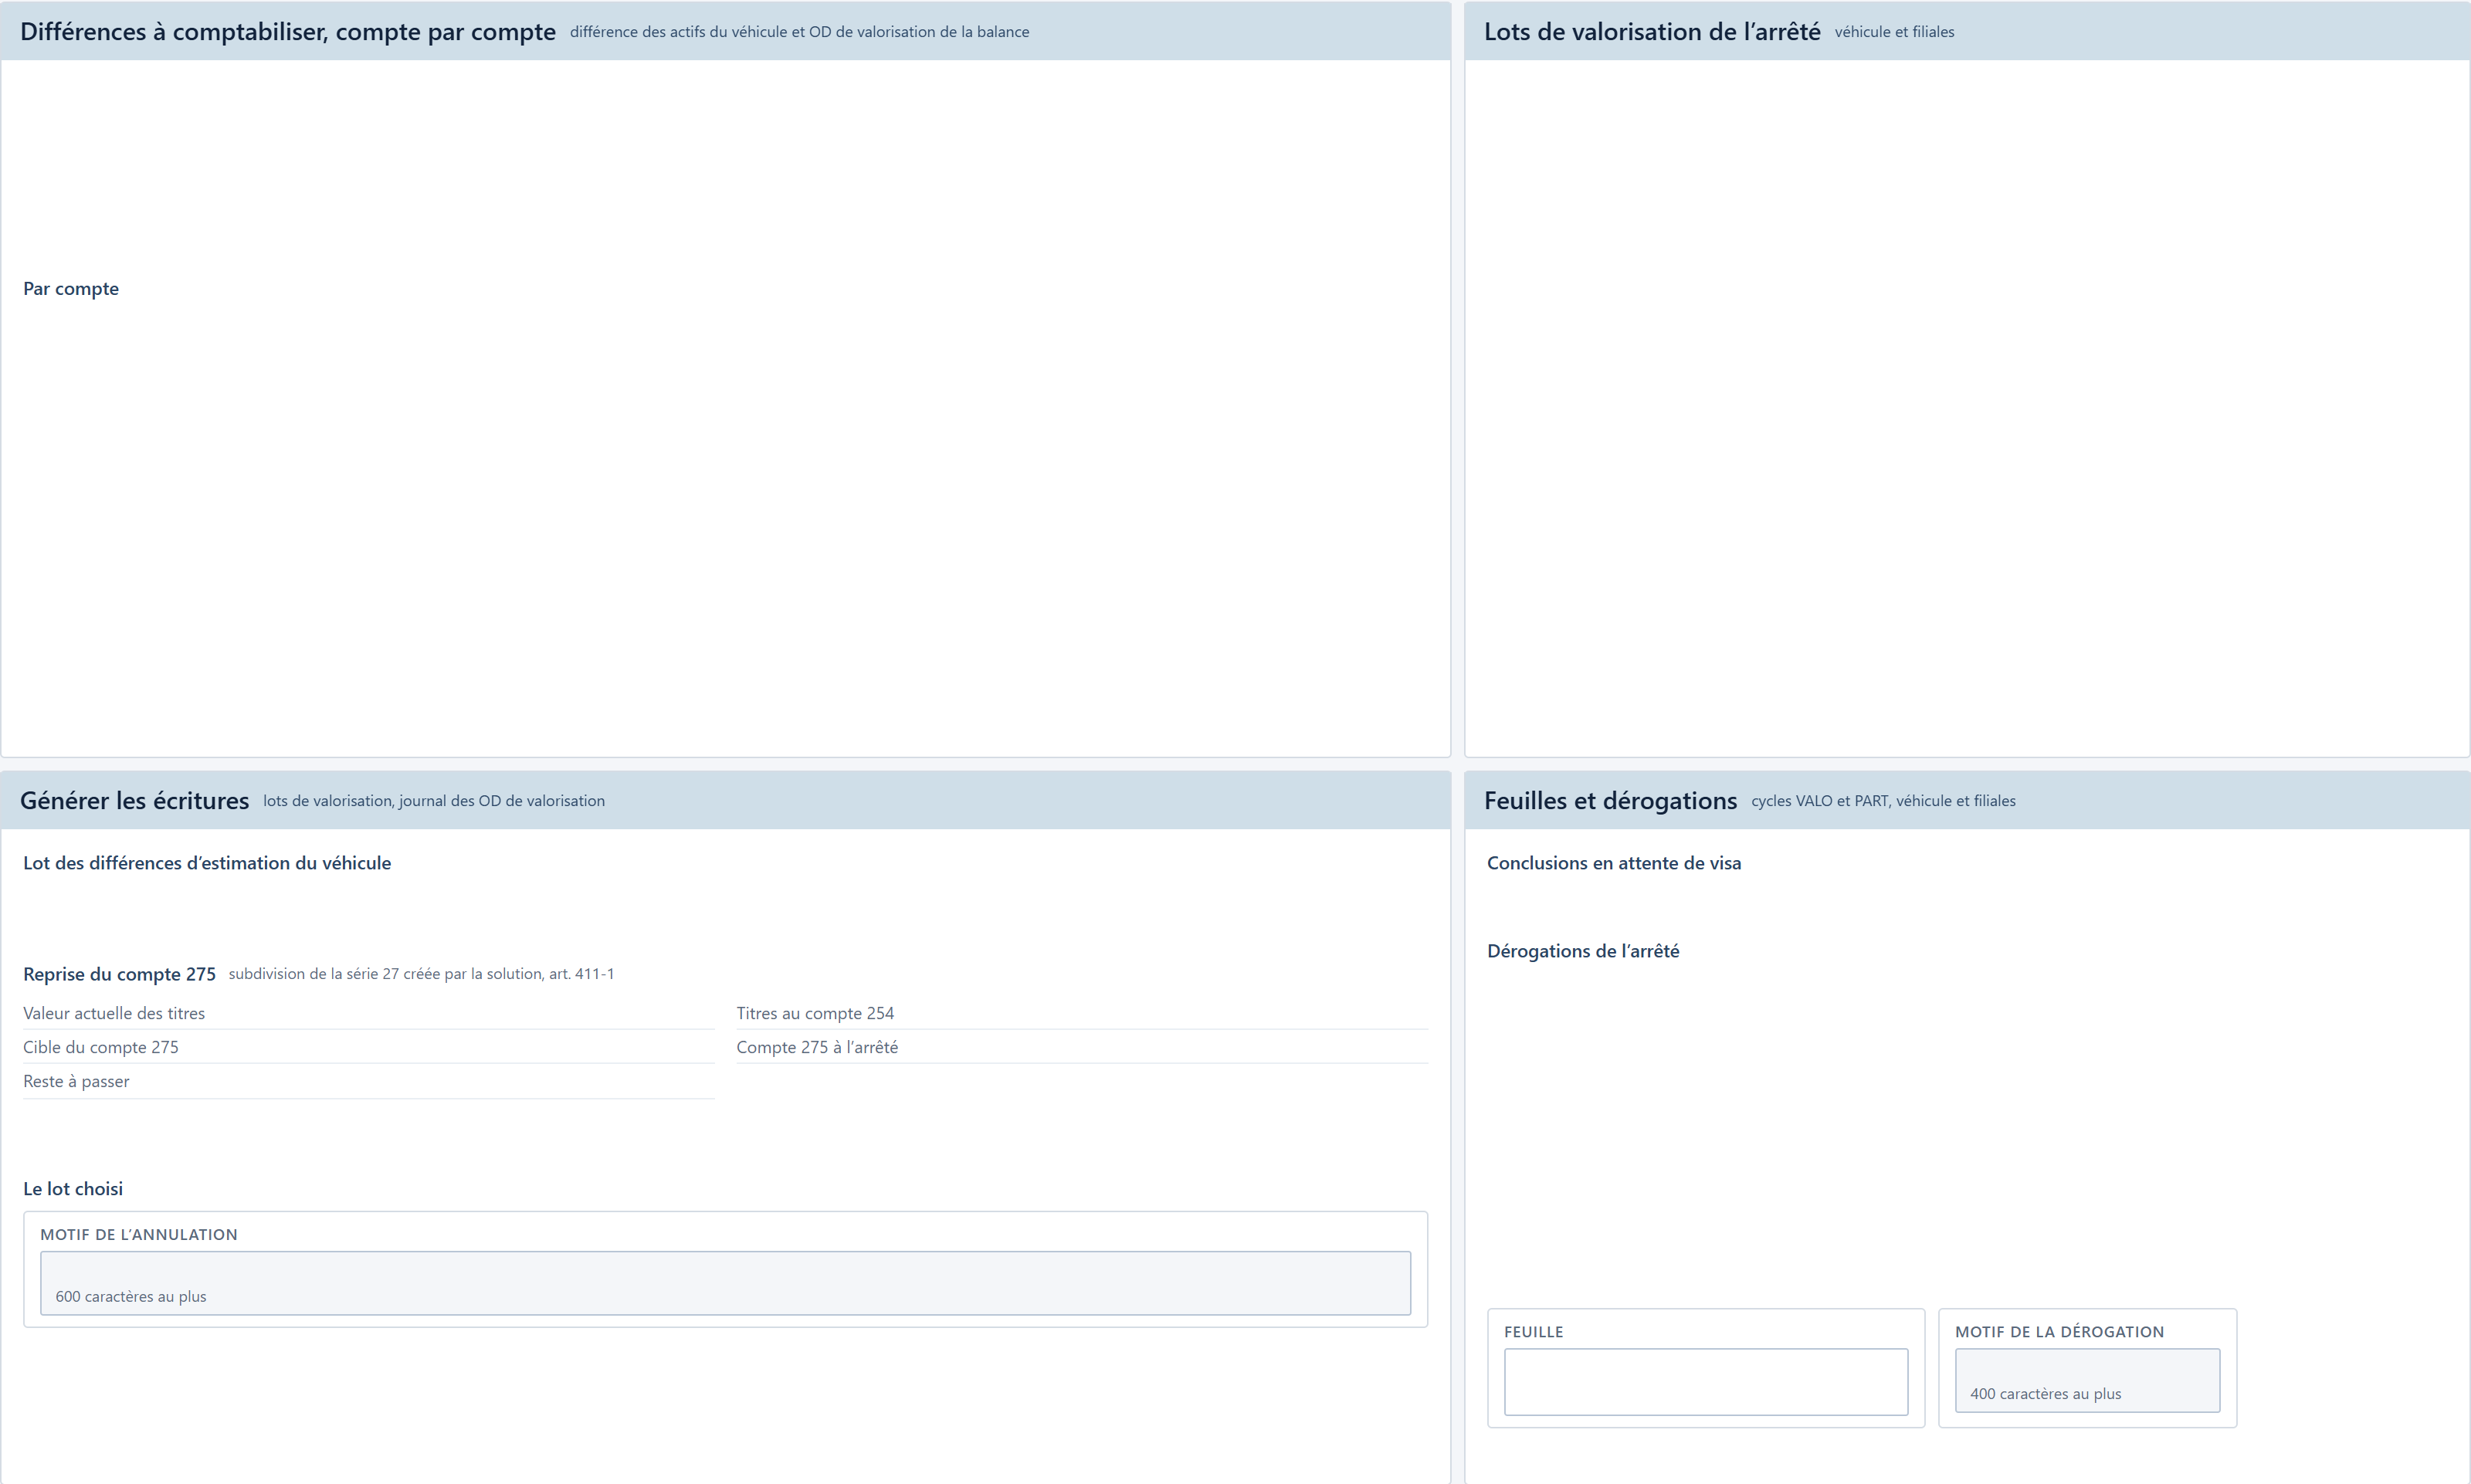 Différences à comptabiliser, compte par compte différence des actifs du véhicule et OD de valorisation de la balance
Par compte
Lots de valorisation de l’arrêté véhicule et filiales
Générer les écritures lots de valorisation, journal des OD de valorisation
Lot des différences d’estimation du véhicule
Reprise du compte 275 subdivision de la série 27 créée par la solution, art. 411-1
Valeur actuelle des titres
Titres au compte 254
Cible du compte 275
Compte 275 à l’arrêté
Reste à passer
Le lot choisi
MOTIF DE L’ANNULATION
600 caractères au plus
Feuilles et dérogations cycles VALO et PART, véhicule et filiales
Conclusions en attente de visa
Dérogations de l’arrêté
FEUILLE
MOTIF DE LA DÉROGATION
400 caractères au plus